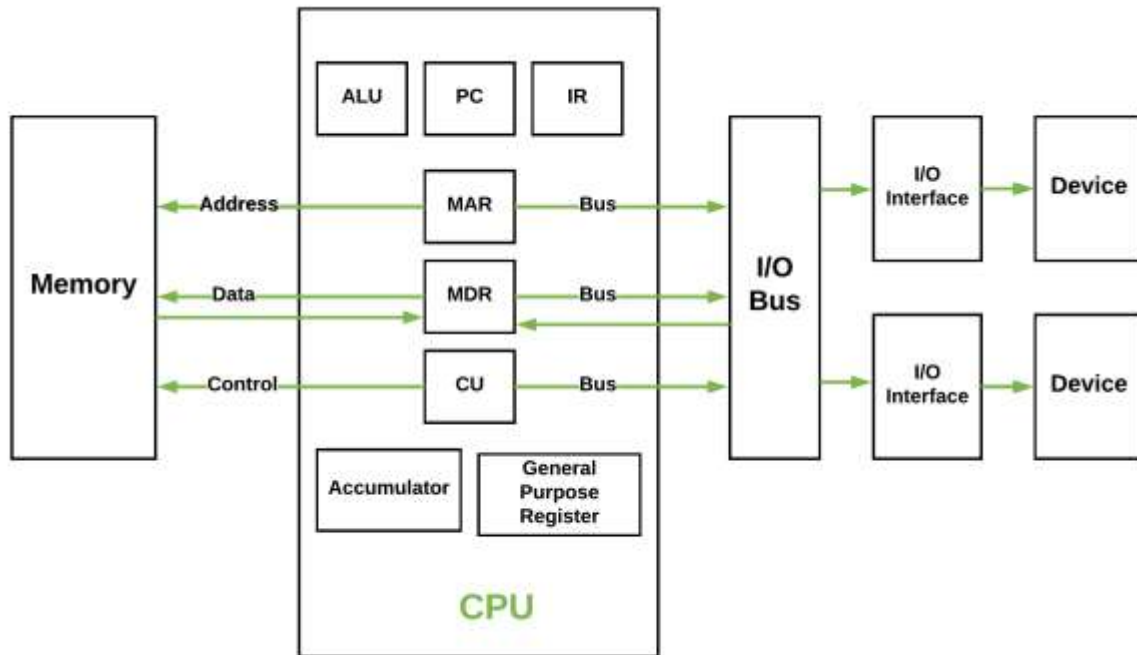 ALU
PC
IR
Memory
Address
MAR
Bus
Data
MDR
Bus
Control
CU
Bus
Accumulator
General
Purpose
Register
CPU
I/O
Bus
I/O
Interface
Device
I/O
Interface
Device